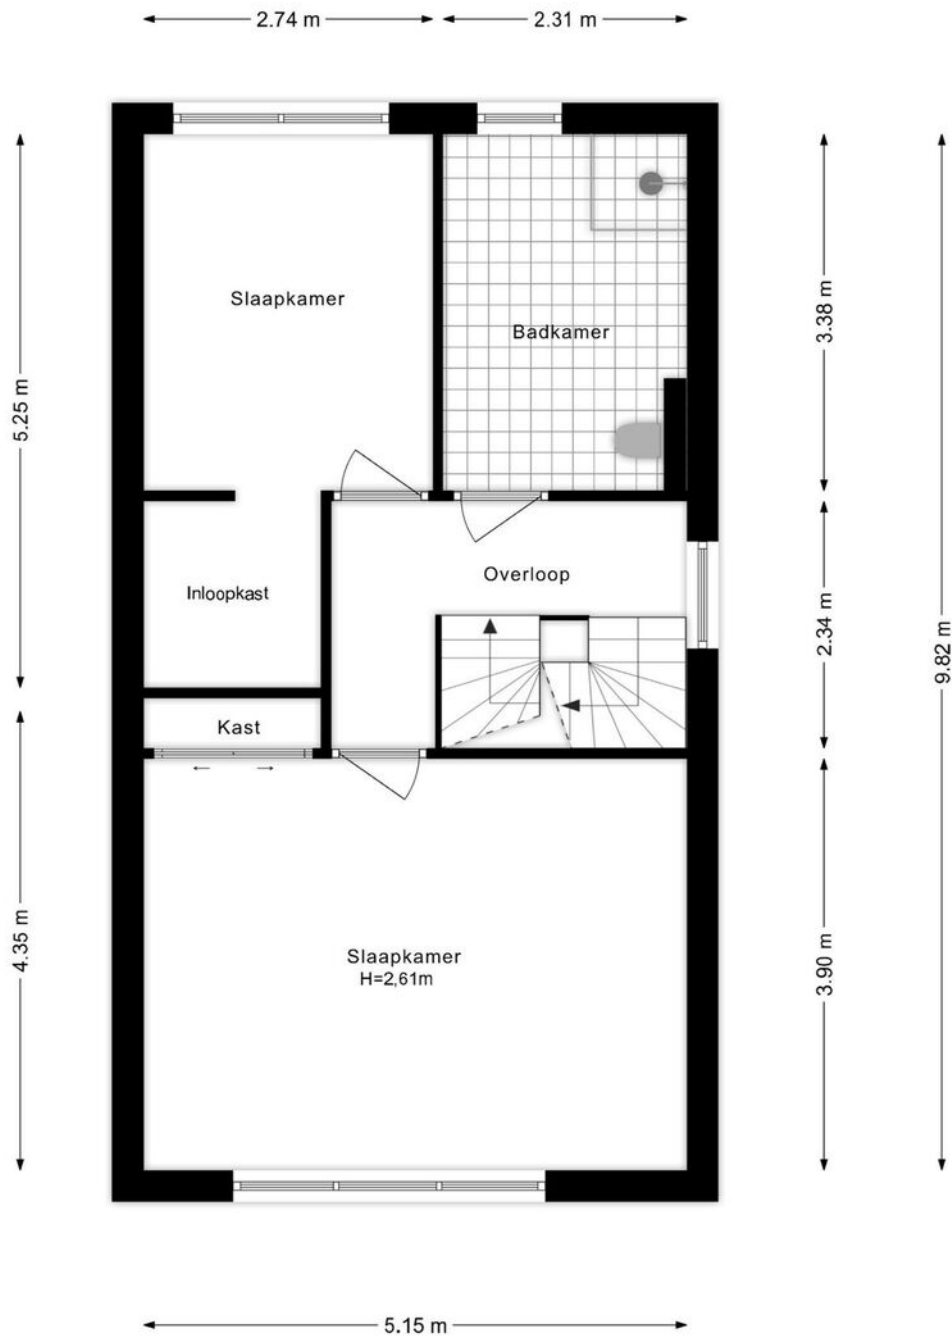 2.74 m
2.31 m
Slaapkamer
Badkamer
3.38 m
5.25 m
Overloop
Inloopkast
2.34 m
9.82 m
Kast
4.35 m
Slaapkamer
H=2,61m
3.90 m
5.15 m